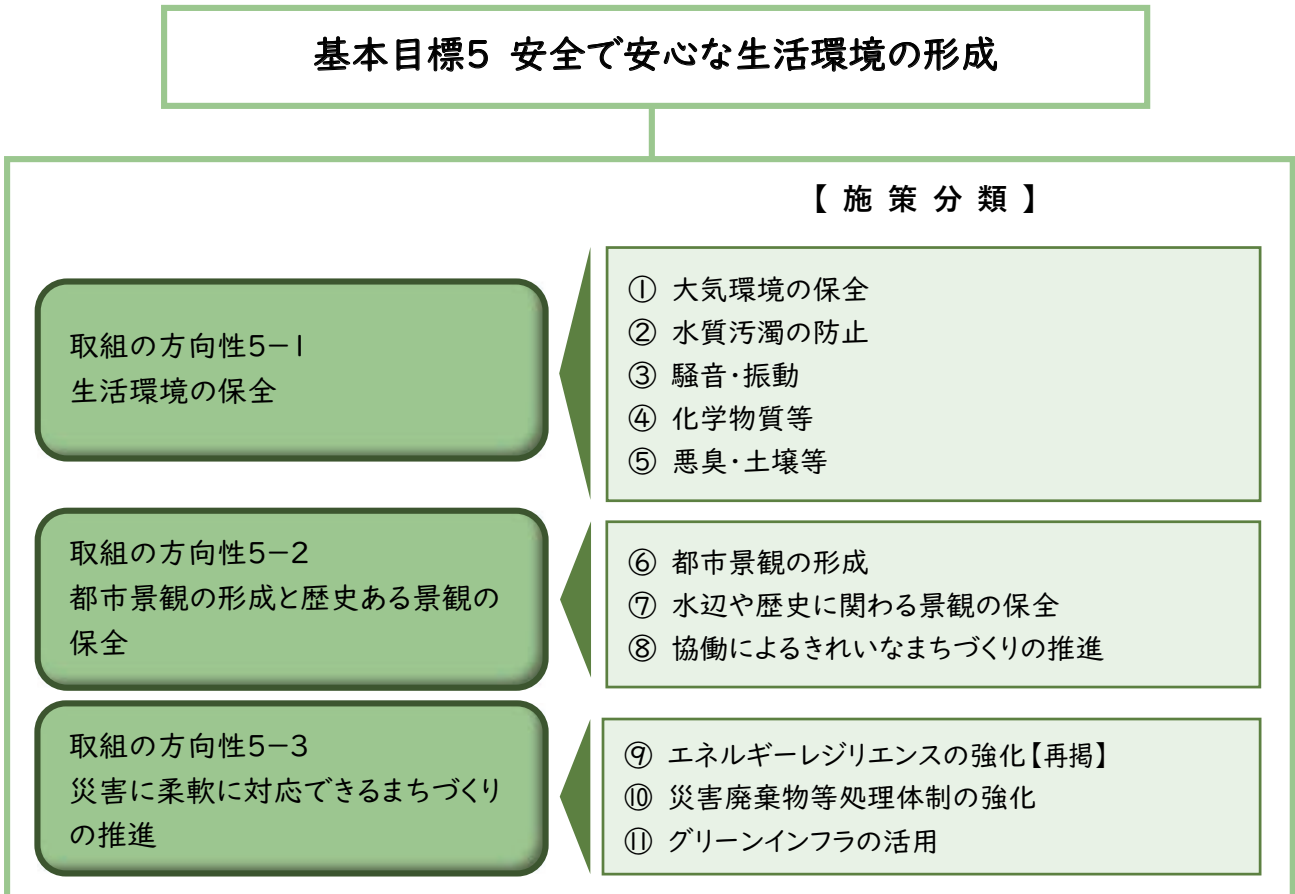 基本目標5 安全で安心な生活環境の形成
【 施 策 分 類 】
取組の方向性5-1
生活環境の保全
① 大気環境の保全
② 水質汚濁の防止
③ 騒音・振動
④ 化学物質等
⑤ 悪臭・土壌等
取組の方向性5-2
都市景観の形成と歴史ある景観の
保全
⑥ 都市景観の形成
⑦ 水辺や歴史に関わる景観の保全
⑧ 協働によるきれいなまちづくりの推進
取組の方向性5-3
災害に柔軟に対応できるまちづくり
の推進
⑨ エネルギーレジリエンスの強化【再掲】
⑩ 災害廃棄物等処理体制の強化
⑪ グリーンインフラの活用